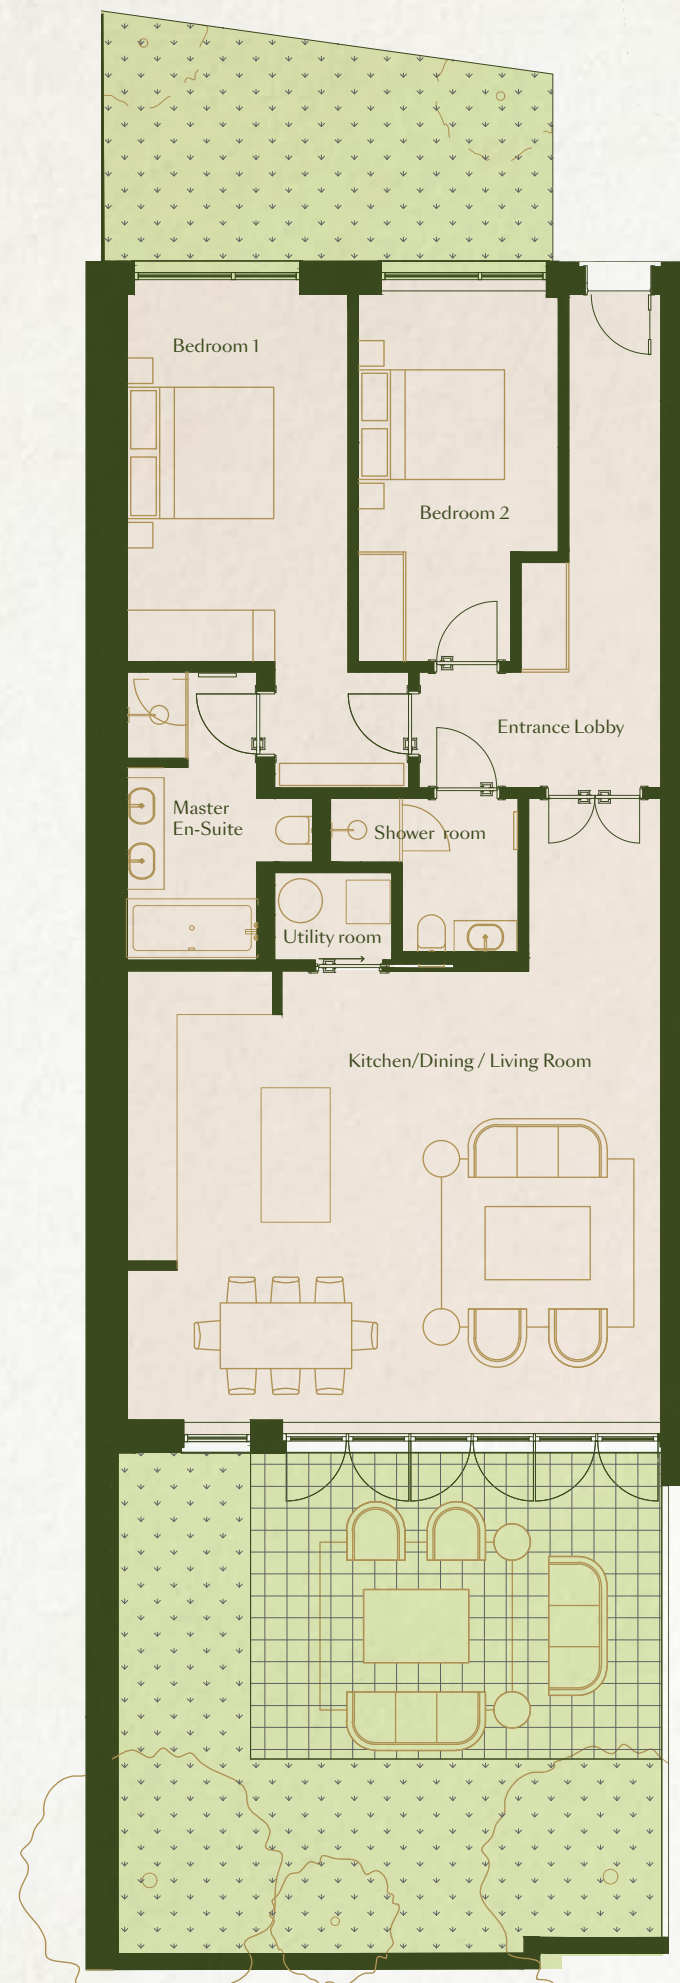 Bedroom 1
Bedroom 2
Entrance Lobby
Master
En-Suite
Shower room
Utility room
Kitchen/Dining / Living Room